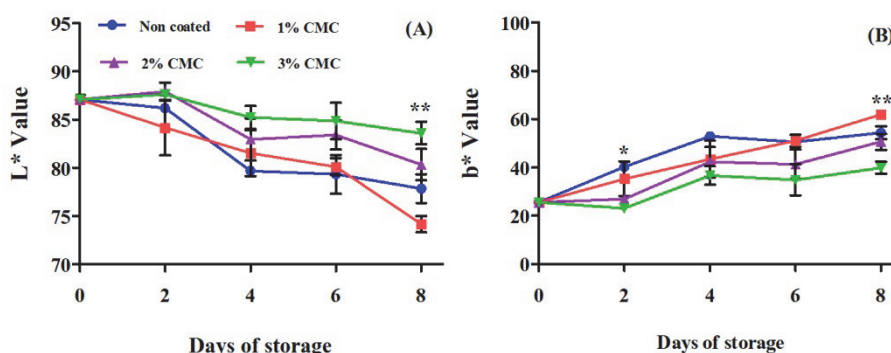 Non coated
1% CMC
(A)
2% CMC
3% CMC
**
95
90
85
80
75
70
L* Value
0 2 4 6 8
Days of storage
(B)
*
**
100
80
60
40
20
0
b* Value
0 2 4 6 8
Days of storage